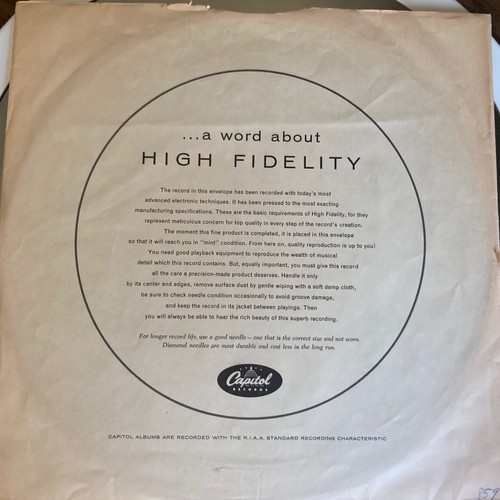 ...a word about
HIGH FIDELITY
The record in this envelope has been recorded with today's most
advanced electronic techniques. It has been pressed to the most exacting
manufacturing specifications. These are the basic requirements of High Fidelity, for they
represent meticulous concern for top quality in every step of the record's creation.
The moment this fine product is completed, it is placed in this envelope
so that it will reach you in "mint" condition. From here on, quality reproduction is up to you!
You need good playback equipment to reproduce the wealth of musical
detail which this record contains. But, equally important, you must give this record
all the care a precision-made product deserves. Handle it only
by its center and edges, remove surface dust by gentle wiping with a soft damp cloth,
be sure to check needle condition occasionally to avoid groove damage,
and keep the record in its jacket between playings. Then
you will always be able to hear the rich beauty of this superb recording.
For longer record life, use a good needle — one that is the correct size and not worn.
Diamond needles are most durable and cost less in the long run.
Capitol
RECORDS
CAPITOL ALBUMS ARE RECORDED WITH THE R.I.A.A. STANDARD RECORDING CHARACTERISTIC